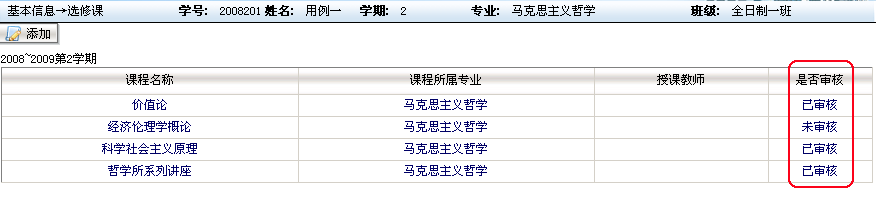 基本信息→选修课 学号: 2008201 姓名: 用例一 学期: 2 专业: 马克思主义哲学 班级: 全日制一班
添加
2008~2009第2学期
课程名称 课程所属专业 授课教师 是否审核
价值论 马克思主义哲学 已审核
经济伦理学概论 马克思主义哲学 未审核
科学社会主义原理 马克思主义哲学 已审核
哲学所系列讲座 马克思主义哲学 已审核